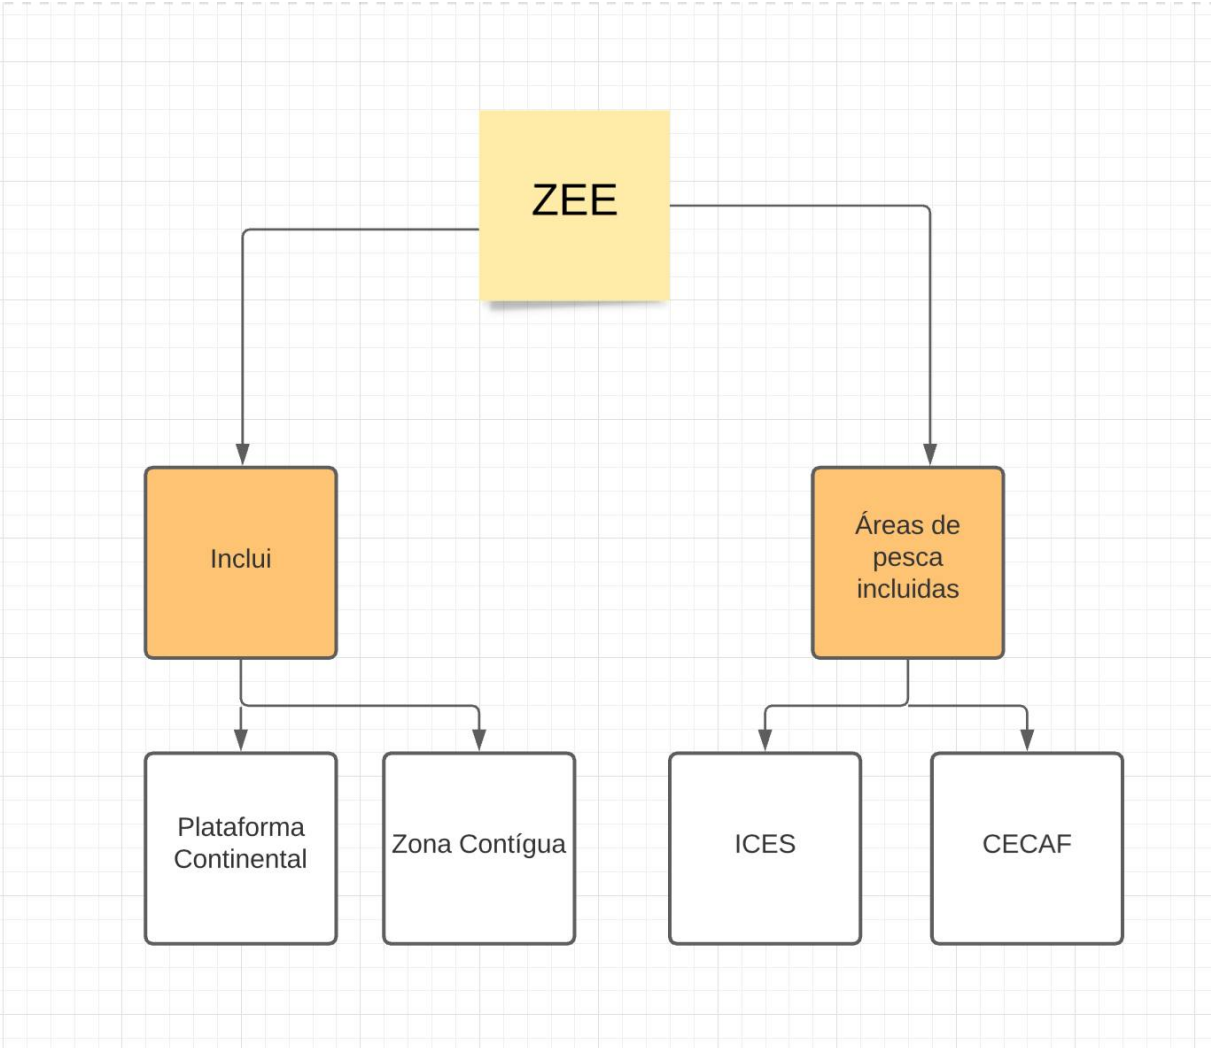 ZEE
Inclui
Áreas de
pesca
incluidas
Plataforma
Continental
Zona Contígua
ICES
CECAF